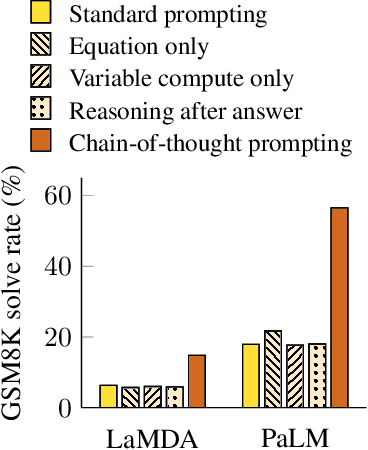 Standard prompting
Equation only
Variable compute only
Reasoning after answer
Chain-of-thought prompting
GSM8K solve rate (%)
60
40
20
0
LaMDA
PaLM